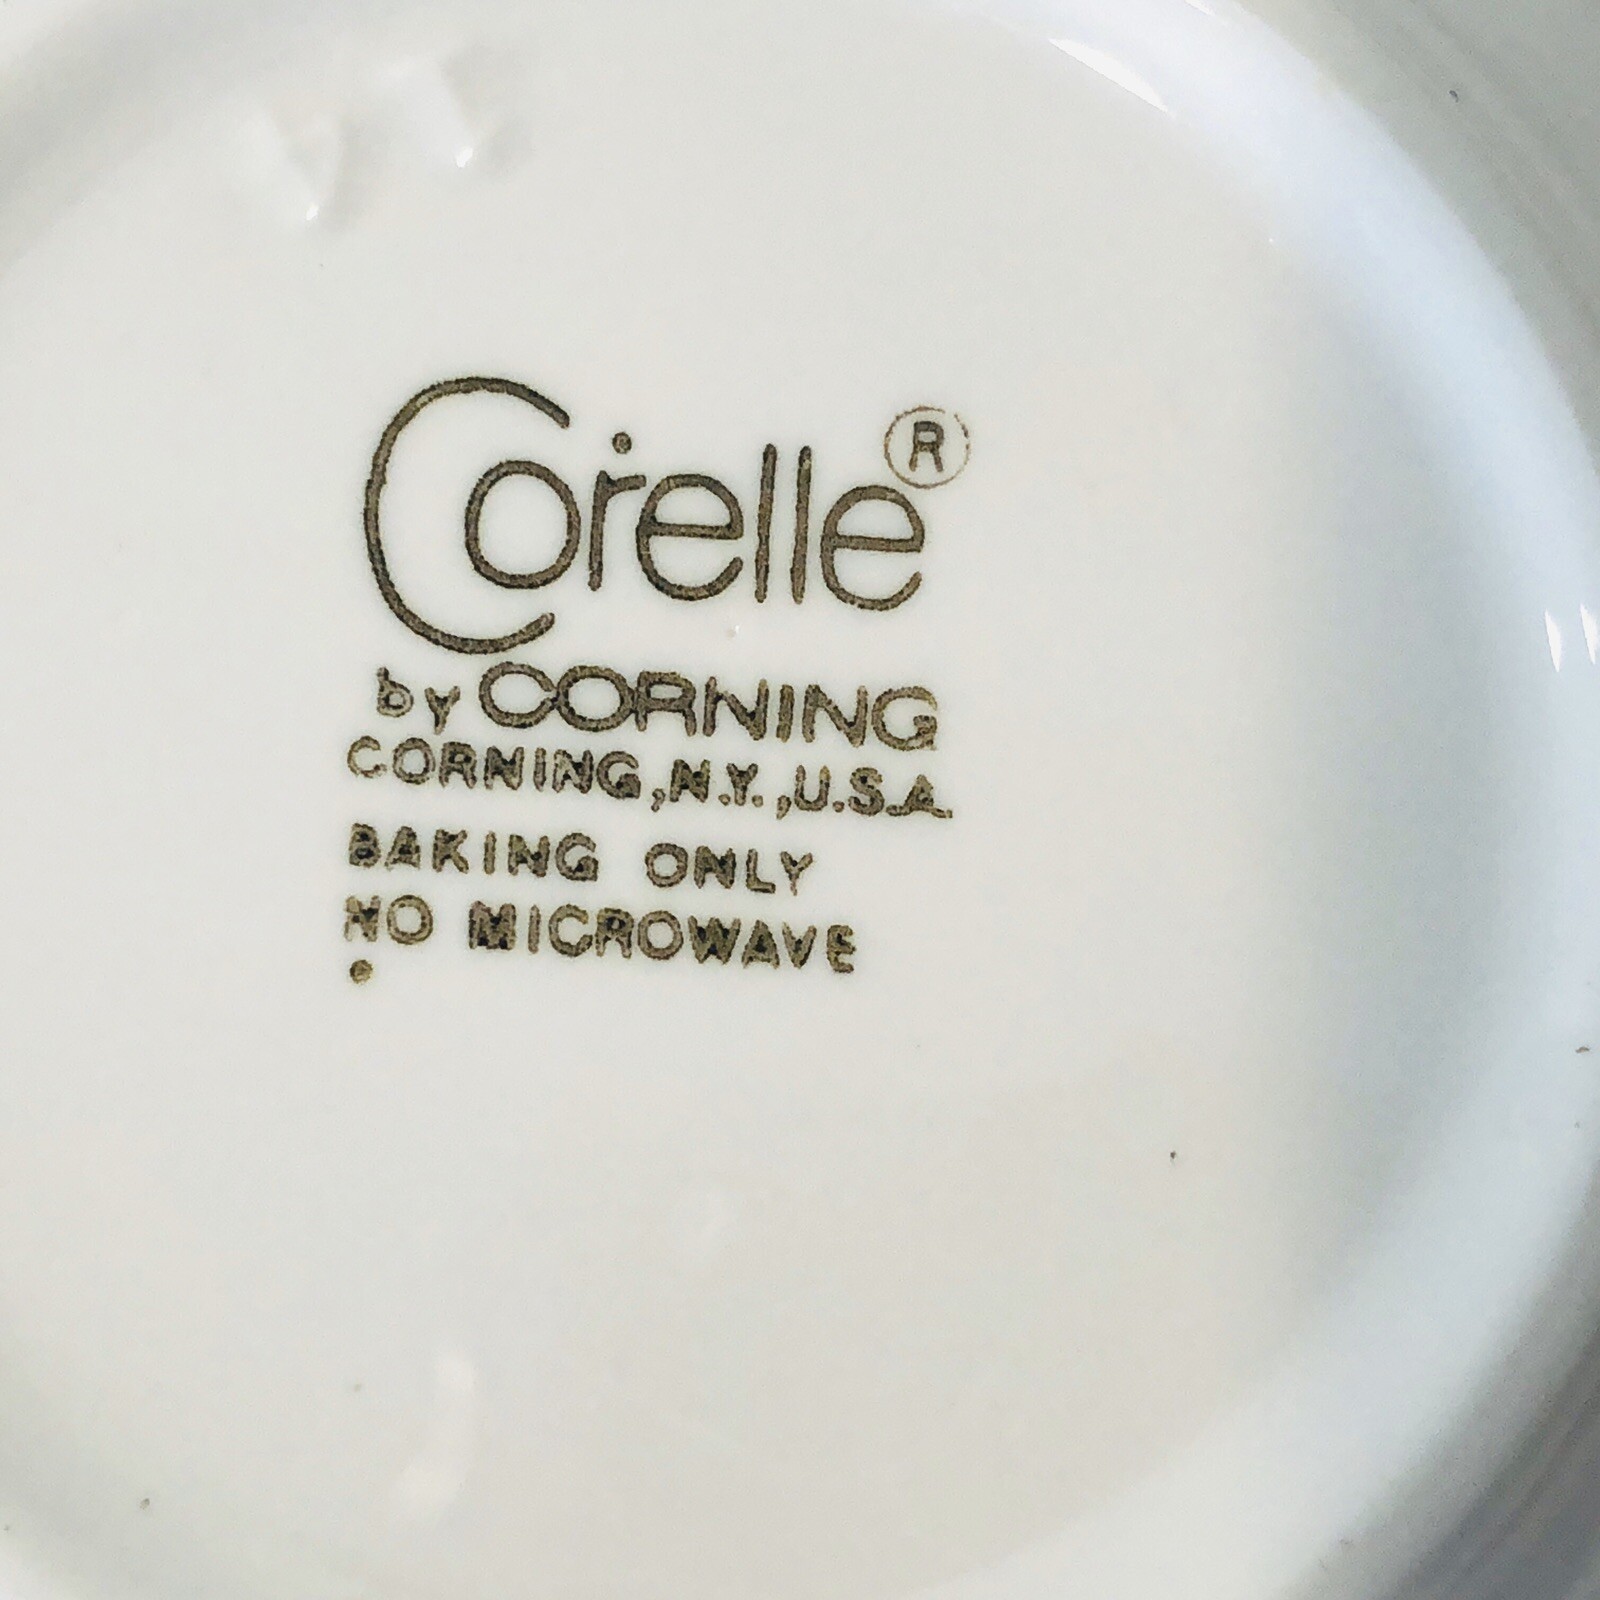 Corelle®
by CORNING
CORNING, N.Y., U.S.A.
BAKING ONLY
NO MICROWAVE